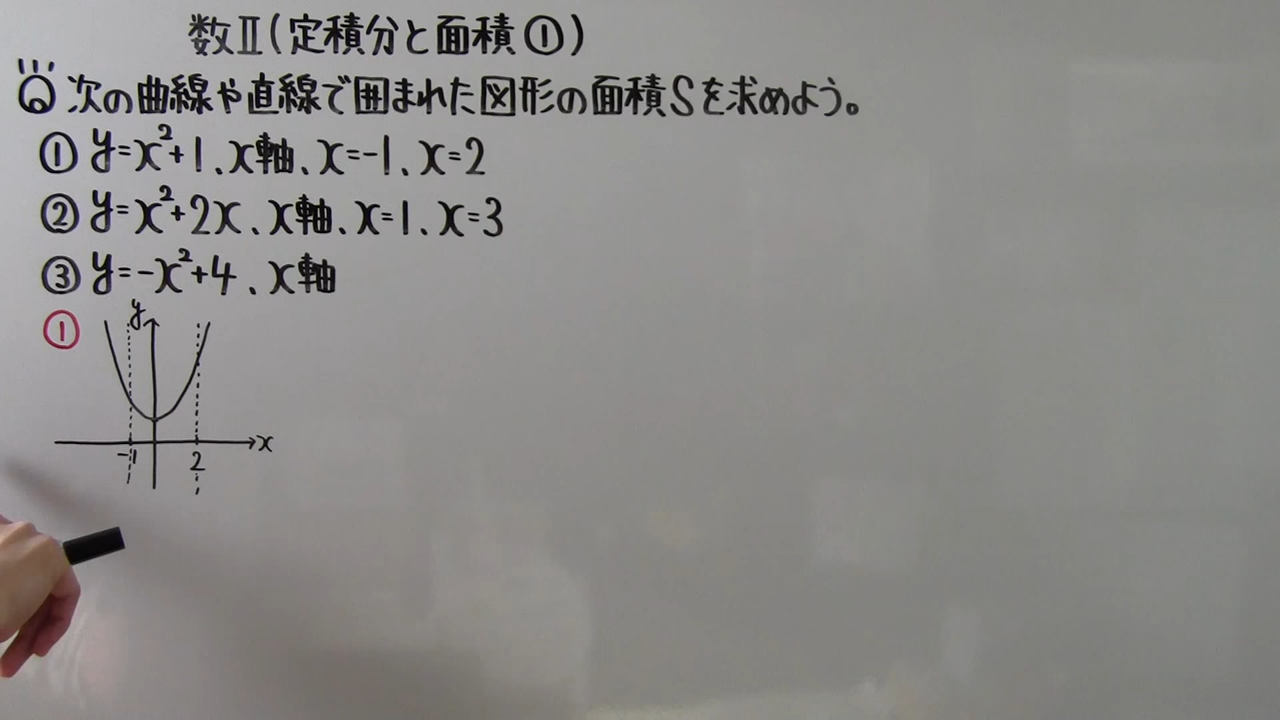 数Ⅱ(定積分と面積①)
Q 次の曲線や直線で囲まれた図形の面積Sを求めよう。
① y=x²+1、x軸、x=-1、x=2
② y=x²+2x、x軸、x=1、x=3
③ y=-x²+4、x軸
①
y
x
-1
2